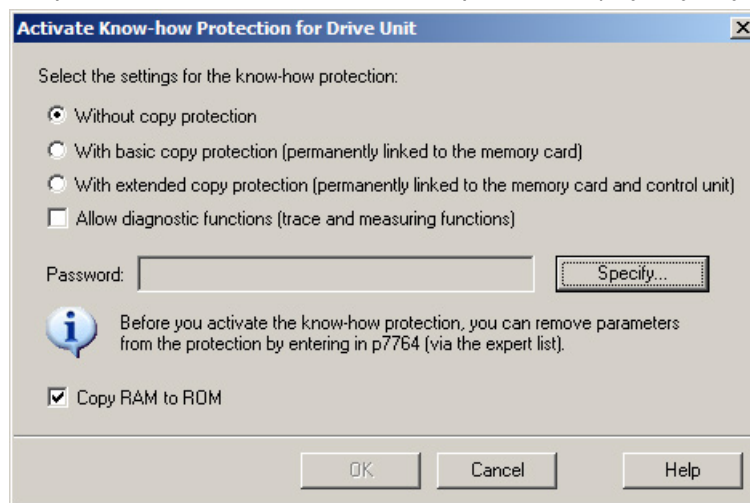 Activate Know-how Protection for Drive Unit
Select the settings for the know-how protection:
Without copy protection
With basic copy protection (permanently linked to the memory card)
With extended copy protection (permanently linked to the memory card and control unit)
Allow diagnostic functions (trace and measuring functions)
Password:
Specify...
Before you activate the know-how protection, you can remove parameters
from the protection by entering in p7764 (via the expert list).
Copy RAM to ROM
OK Cancel Help